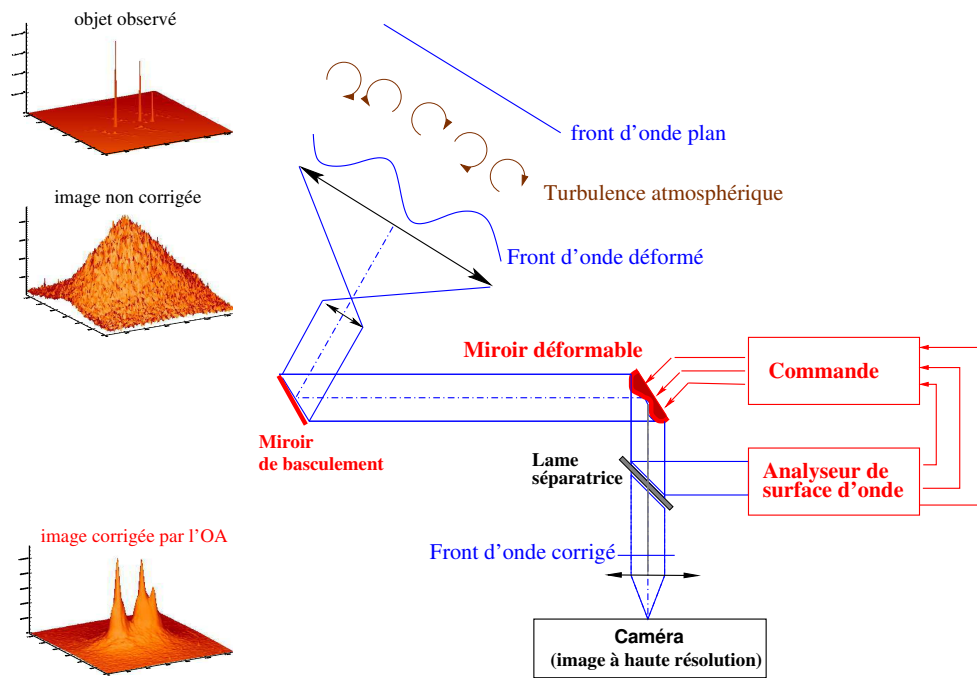 objet observé
front d'onde plan
Turbulence atmosphérique
image non corrigée
Front d'onde déformé
Miroir déformable
Commande
Miroir
de basculement
Lame
séparatrice
Analyseur de
surface d'onde
image corrigée par l'OA
Front d'onde corrigé
Caméra
(image à haute résolution)